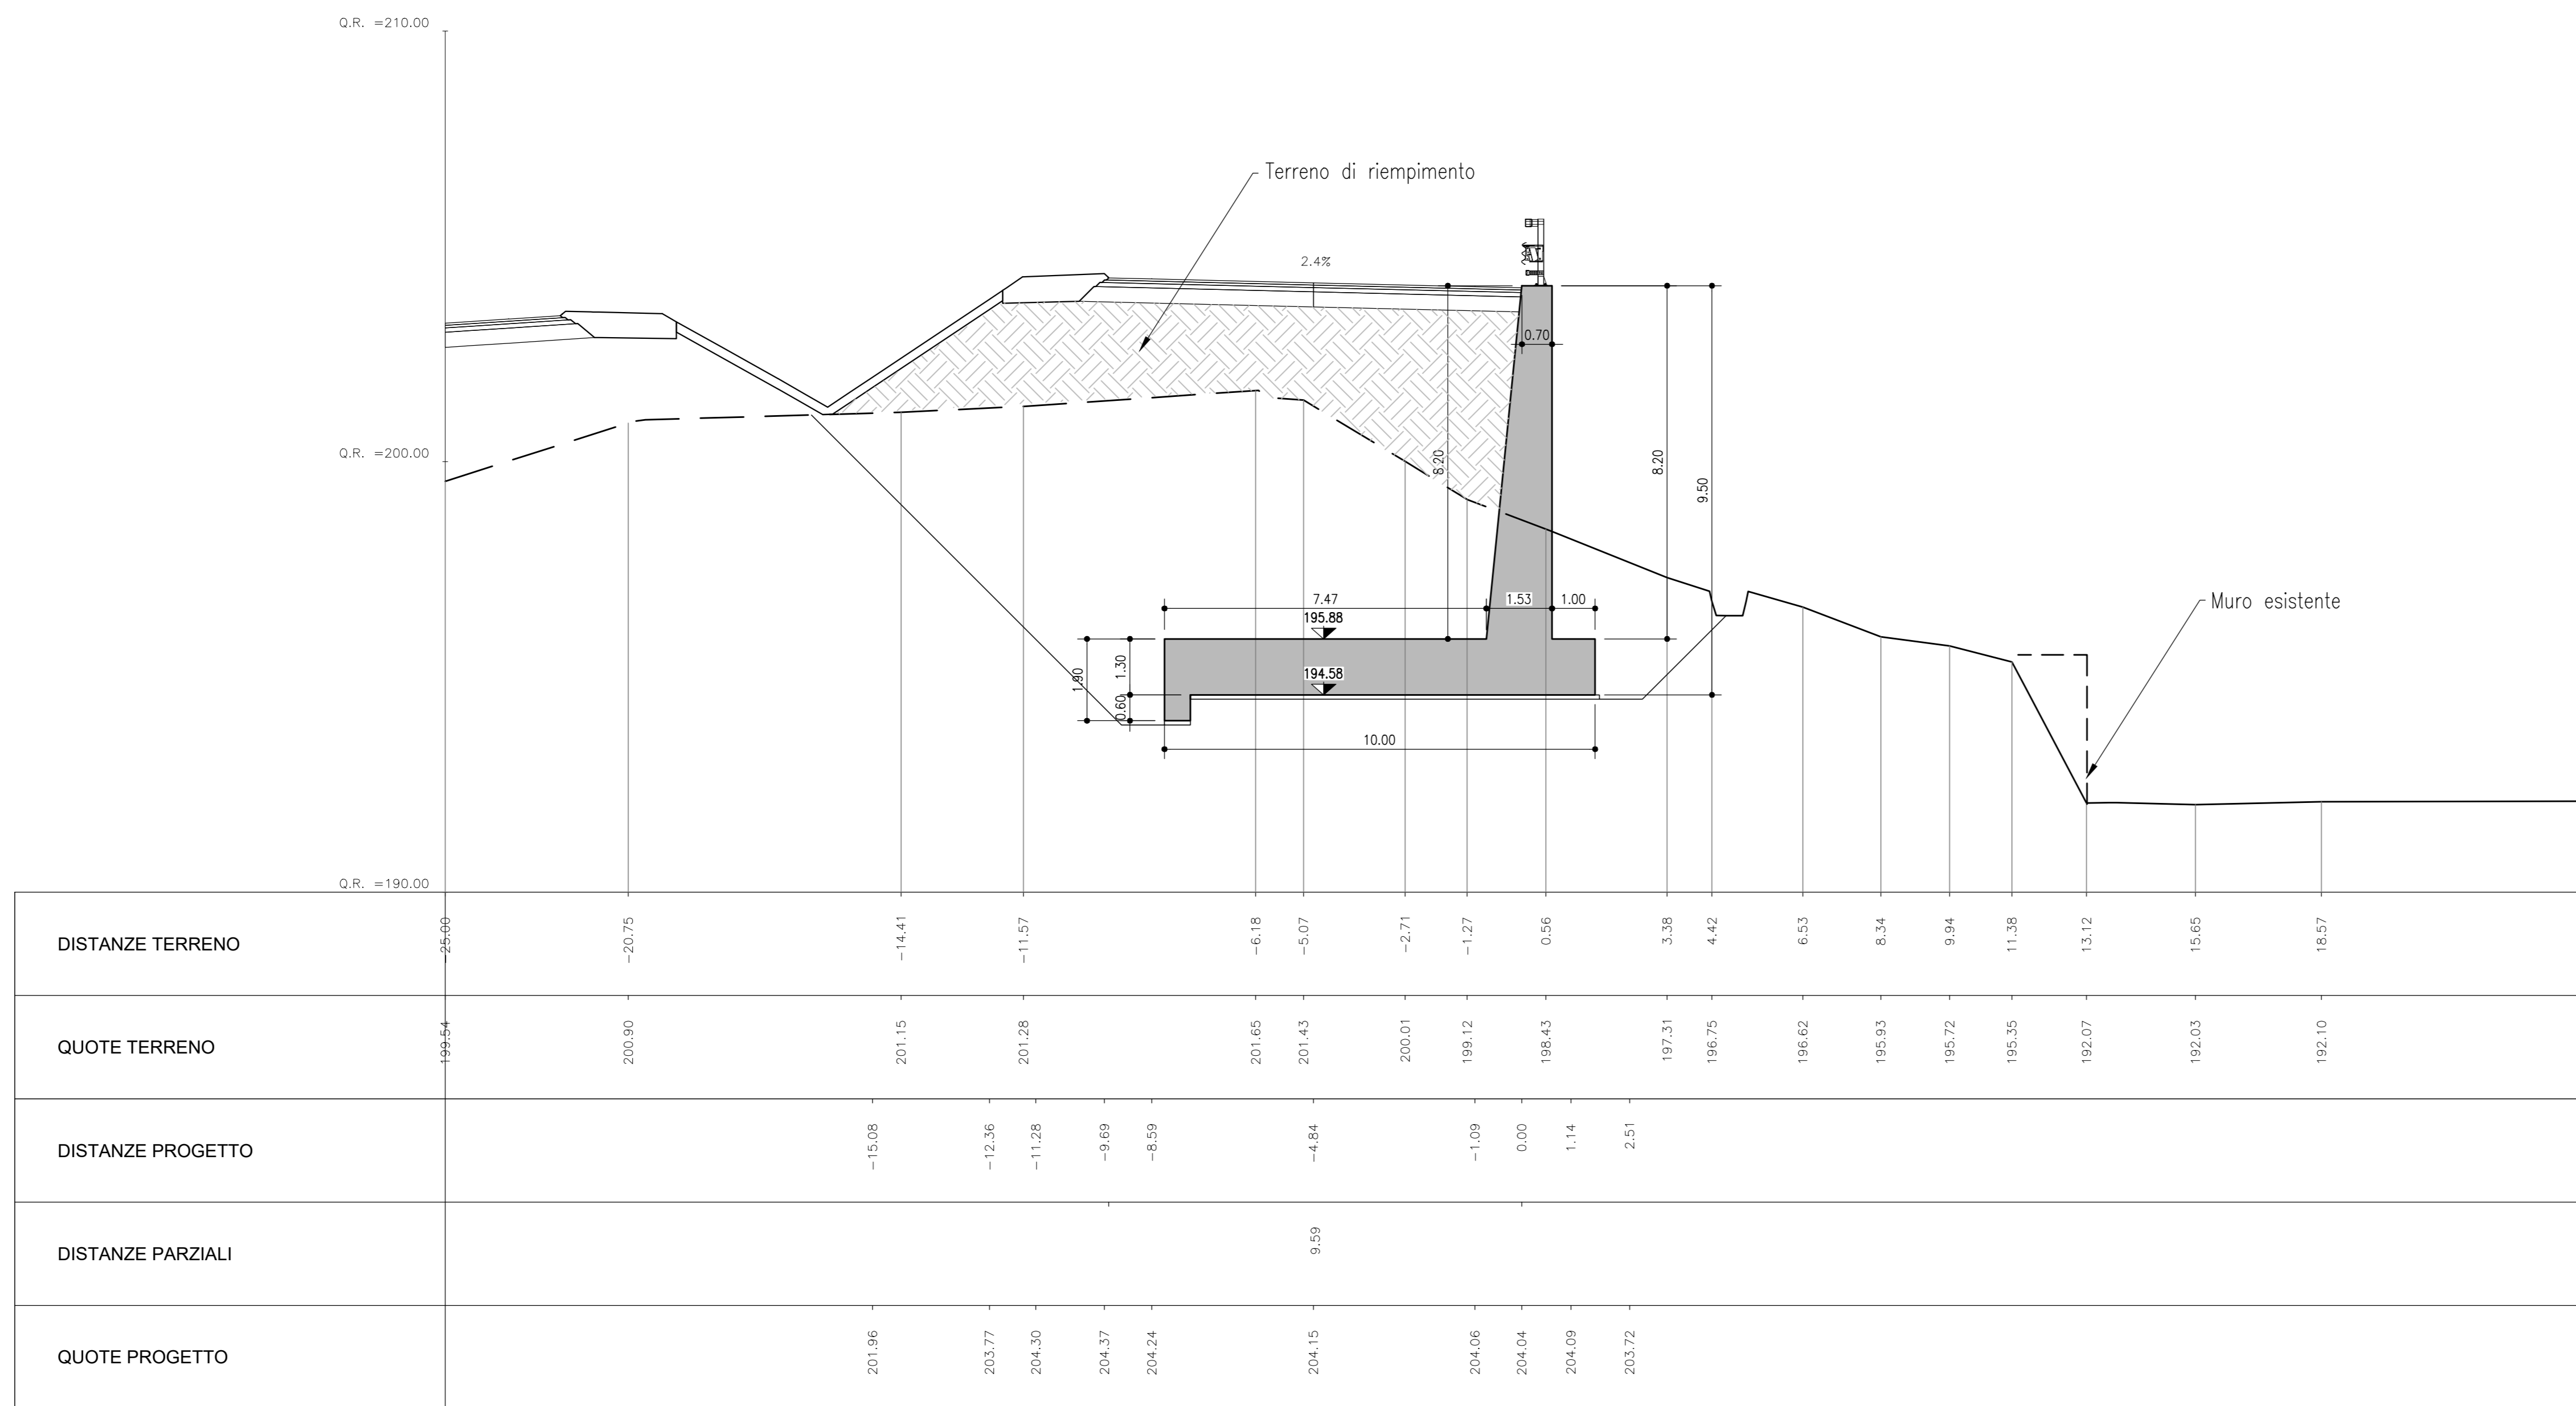 Q.R. =210.00
Terreno di riempimento
2.4%
0.70
Q.R. =200.00
8.20
8.20
9.50
7.47
1.53
1.00
195.88
Muro esistente
1.90
1.30
194.58
0.60
10.00
Q.R. =190.00
DISTANZE TERRENO
-25.00 -20.75 -14.41 -11.57 -6.18 -5.07 -2.71 -1.27 0.56 3.38 4.42 6.53 8.34 9.94 11.38 13.12 15.65 18.57
QUOTE TERRENO
199.54 200.90 201.15 201.28 201.65 201.43 200.01 199.12 198.43 197.31 196.75 196.62 195.93 195.72 195.35 192.07 192.03 192.10
DISTANZE PROGETTO
-15.08 -12.36 -11.28 -9.69 -8.59 -4.84 -1.09 0.00 1.14 2.51
DISTANZE PARZIALI
9.59
QUOTE PROGETTO
201.96 203.77 204.30 204.37 204.24 204.15 204.06 204.04 204.09 203.72